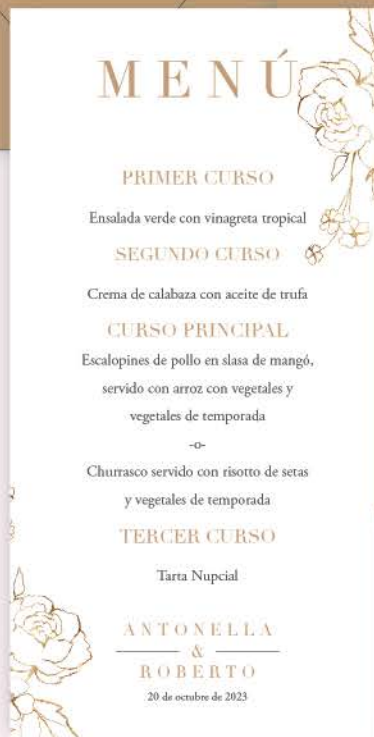 MENÚ
PRIMER CURSO
Ensalada verde con vinagreta tropical
SEGUNDO CURSO
Crema de calabaza con aceite de trufa
CURSO PRINCIPAL
Escalopines de pollo en slasa de mangó,
servido con arroz con vegetales y
vegetales de temporada
-o-
Churrasco servido con risotto de setas
y vegetales de temporada
TERCER CURSO
Tarta Nupcial
ANTONELLA
&
ROBERTO
20 de octubre de 2023